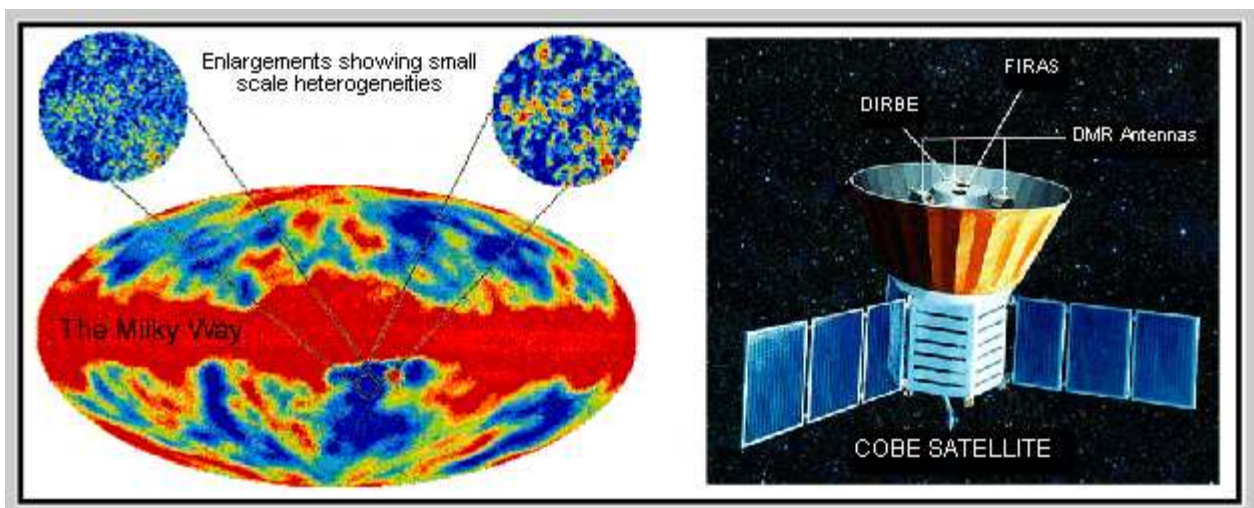 Enlargements showing small
scale heterogeneities
The Milky Way
FIRAS
DIRBE
DMR Antennas
COBE SATELLITE